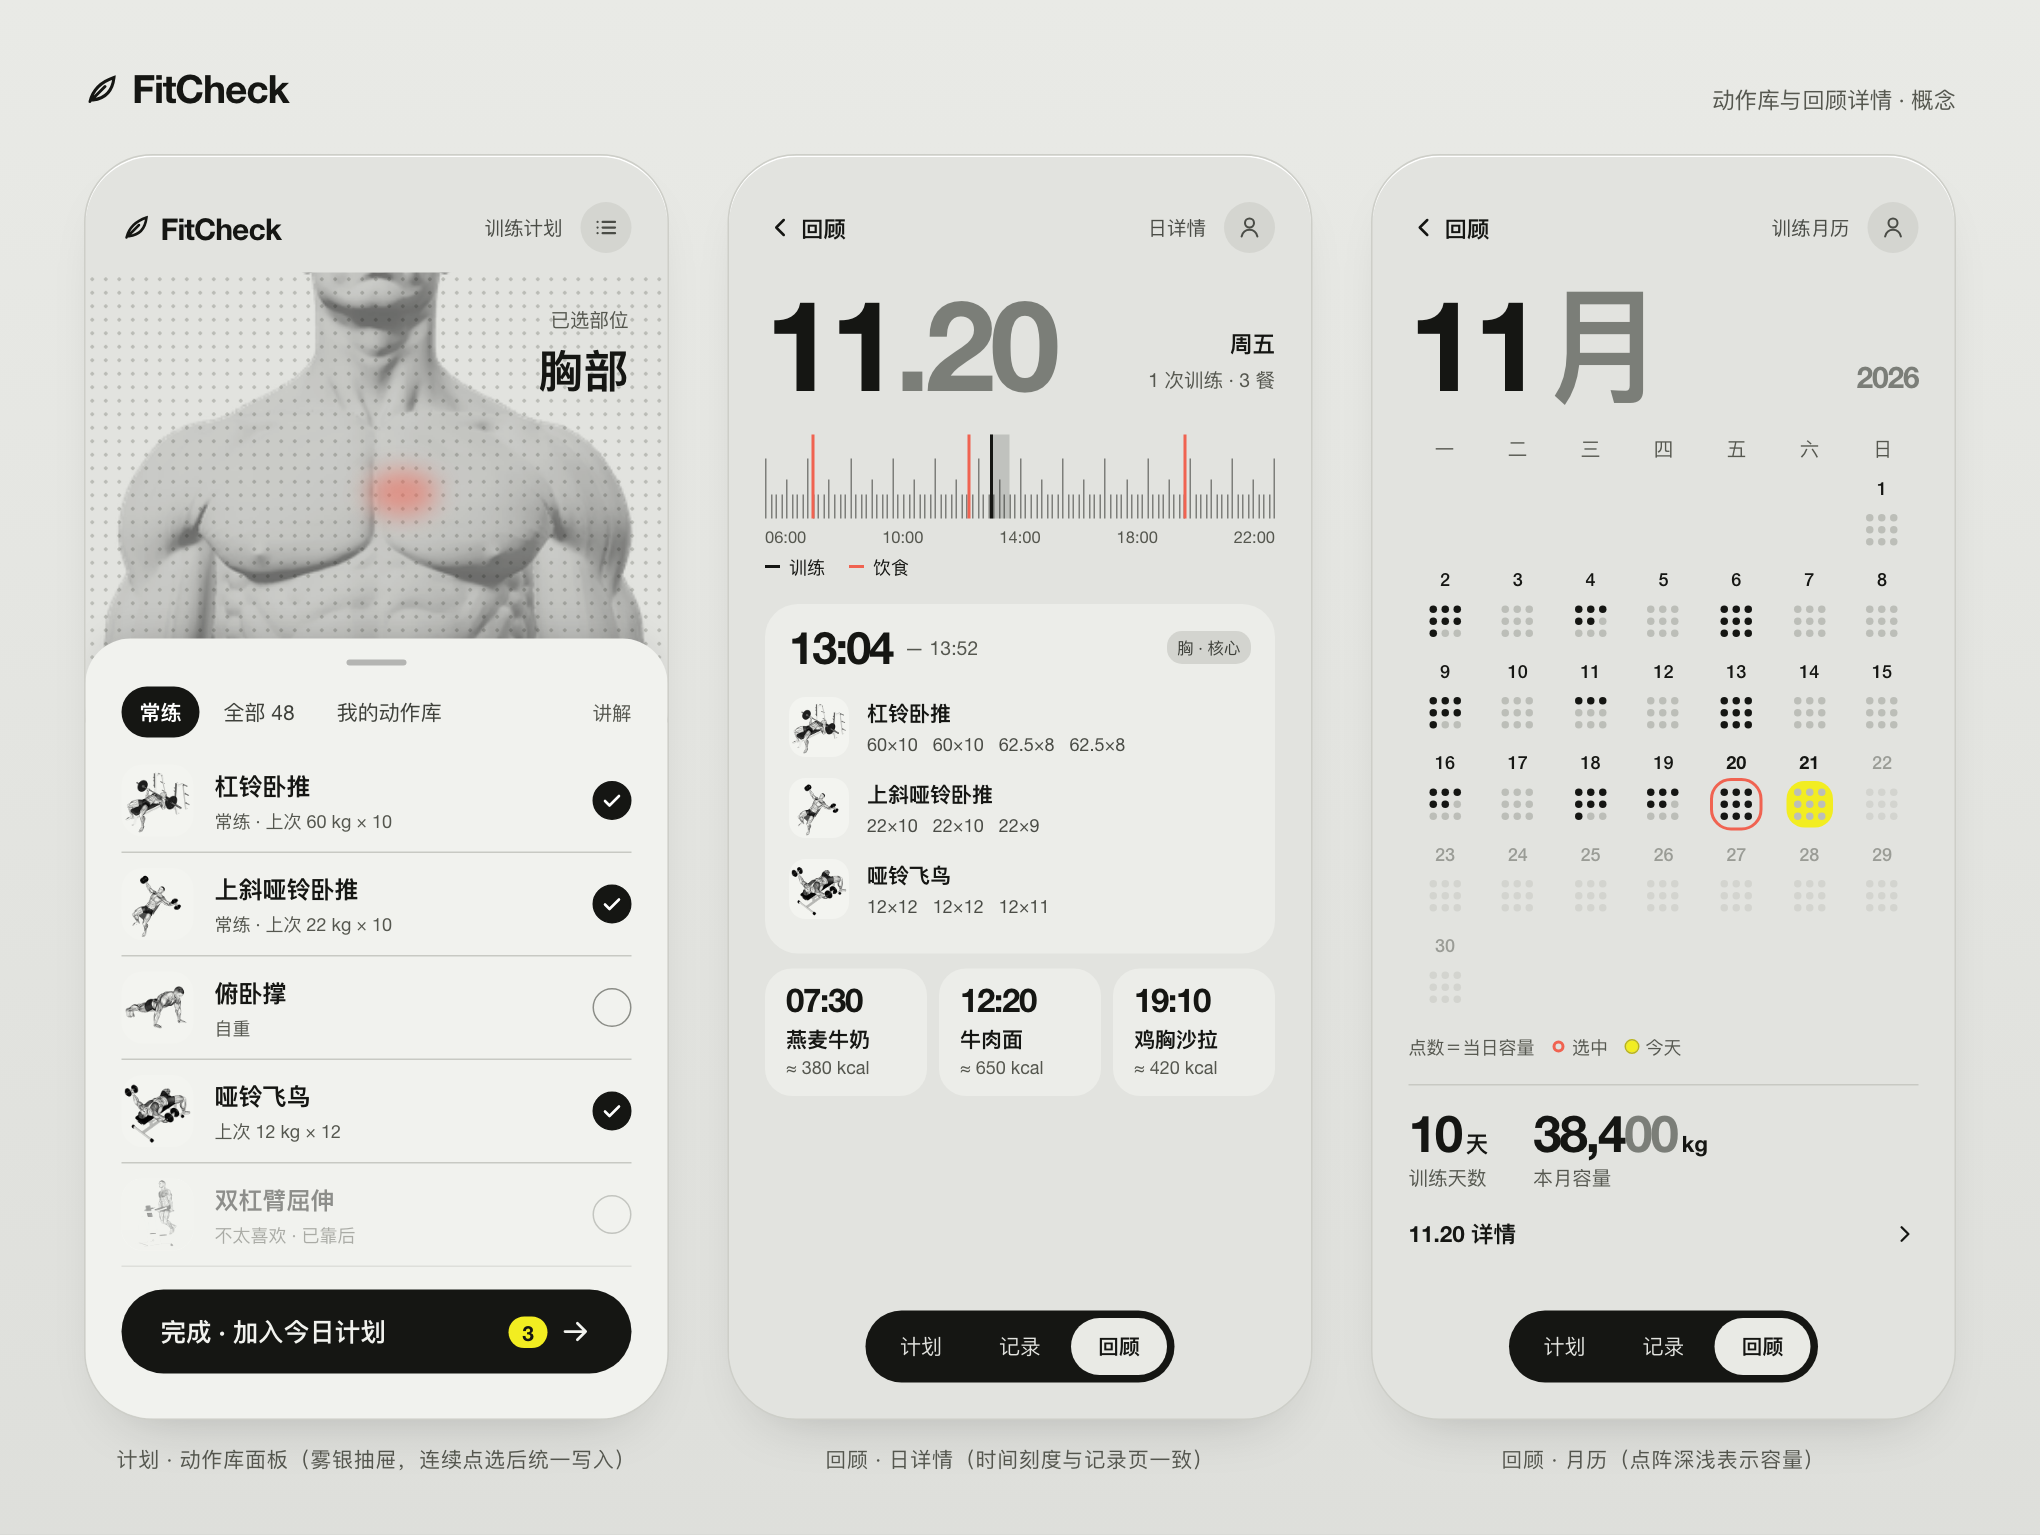 FitCheck
动作库与回顾详情 · 概念
FitCheck
训练计划
已选部位
胸部
常练
全部 48
我的动作库
讲解
杠铃卧推
常练 · 上次 60 kg × 10
上斜哑铃卧推
常练 · 上次 22 kg × 10
俯卧撑
自重
哑铃飞鸟
上次 12 kg × 12
双杠臂屈伸
不太喜欢 · 已靠后
完成 · 加入今日计划
3
计划 · 动作库面板（雾银抽屉，连续点选后统一写入）
回顾
日详情
11.20
周五
1 次训练 · 3 餐
06:00 10:00 14:00 18:00 22:00
训练 饮食
13:04 — 13:52
胸 · 核心
杠铃卧推
60×10 60×10 62.5×8 62.5×8
上斜哑铃卧推
22×10 22×10 22×9
哑铃飞鸟
12×12 12×12 12×11
07:30
燕麦牛奶
≈ 380 kcal
12:20
牛肉面
≈ 650 kcal
19:10
鸡胸沙拉
≈ 420 kcal
计划 记录 回顾
回顾 · 日详情（时间刻度与记录页一致）
回顾
训练月历
11月
2026
一 二 三 四 五 六 日
1
2 3 4 5 6 7 8
9 10 11 12 13 14 15
16 17 18 19 20 21 22
23 24 25 26 27 28 29
30
点数＝当日容量 选中 今天
10天
训练天数
38,400kg
本月容量
11.20 详情
计划 记录 回顾
回顾 · 月历（点阵深浅表示容量）